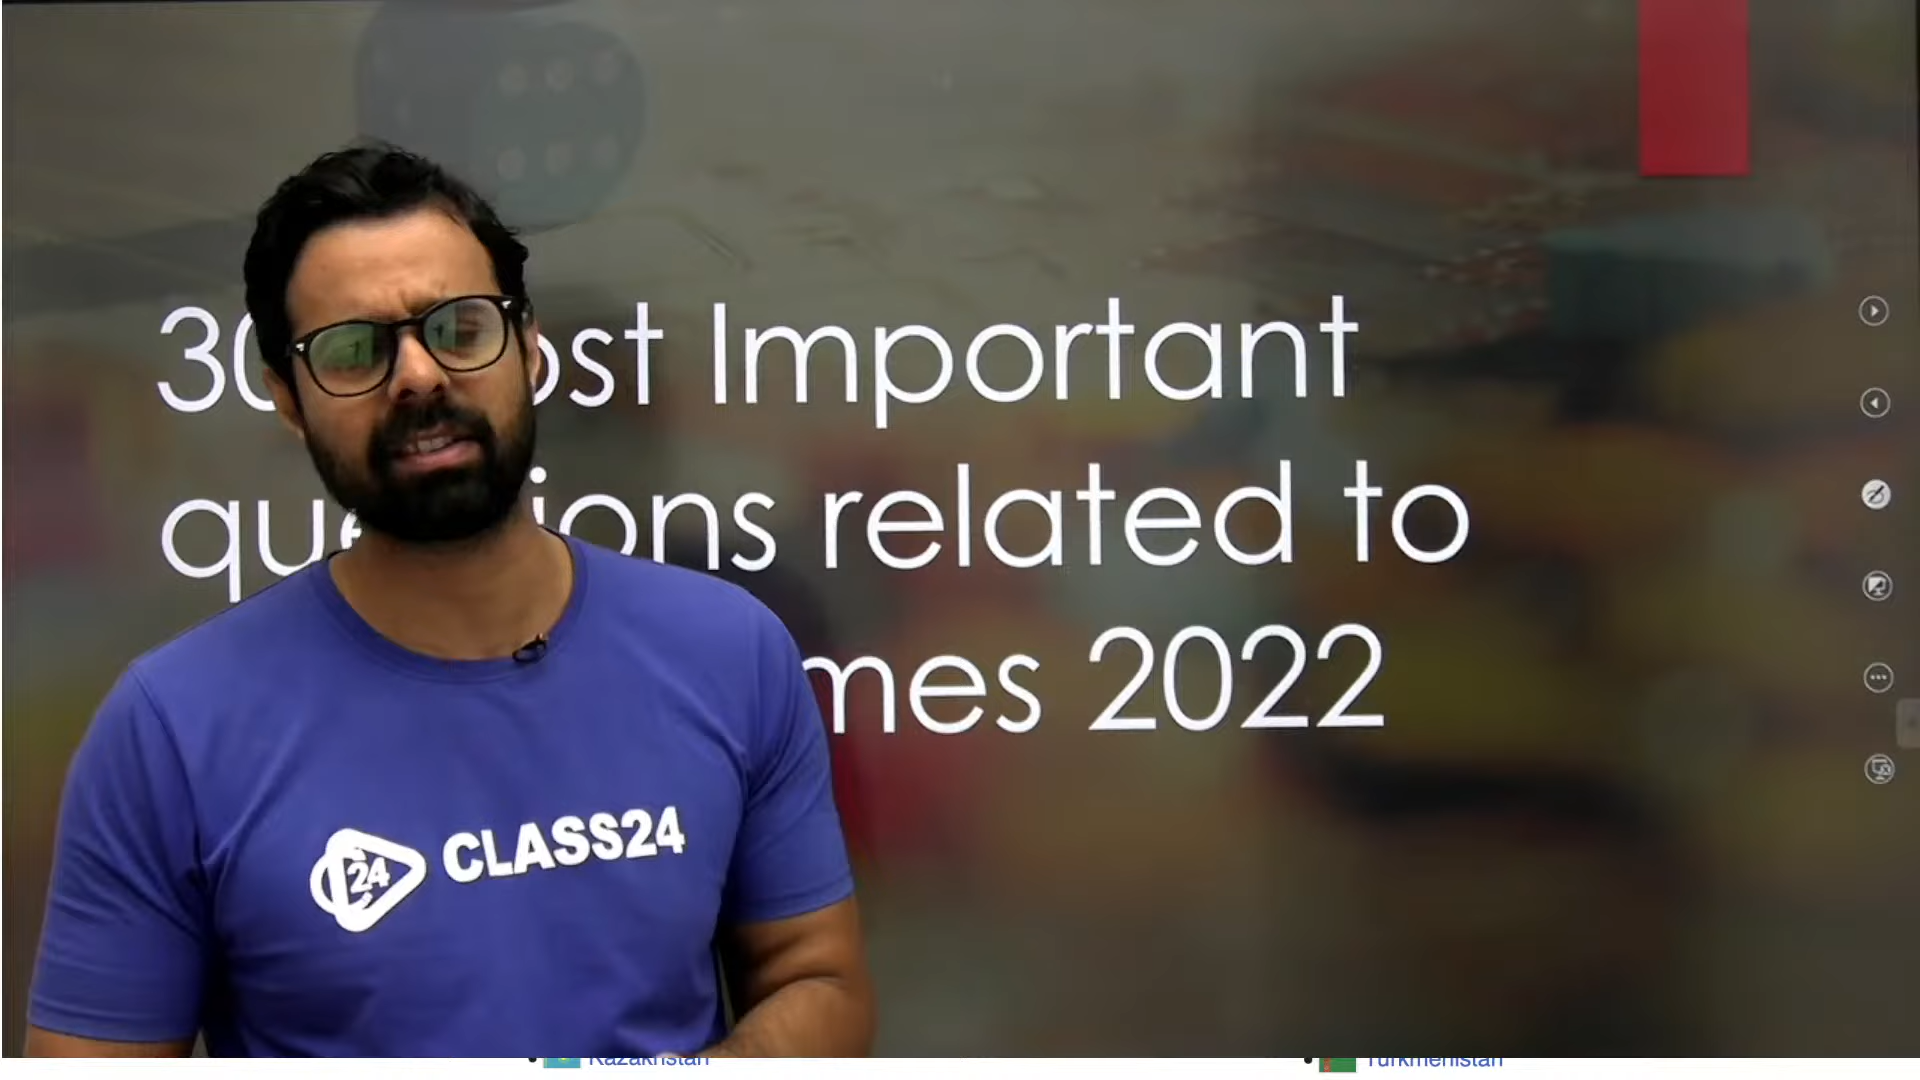 30 ost Important
que ions related to
mes 2022
24 CLASS24
Kazakhstan
Turkmenistan